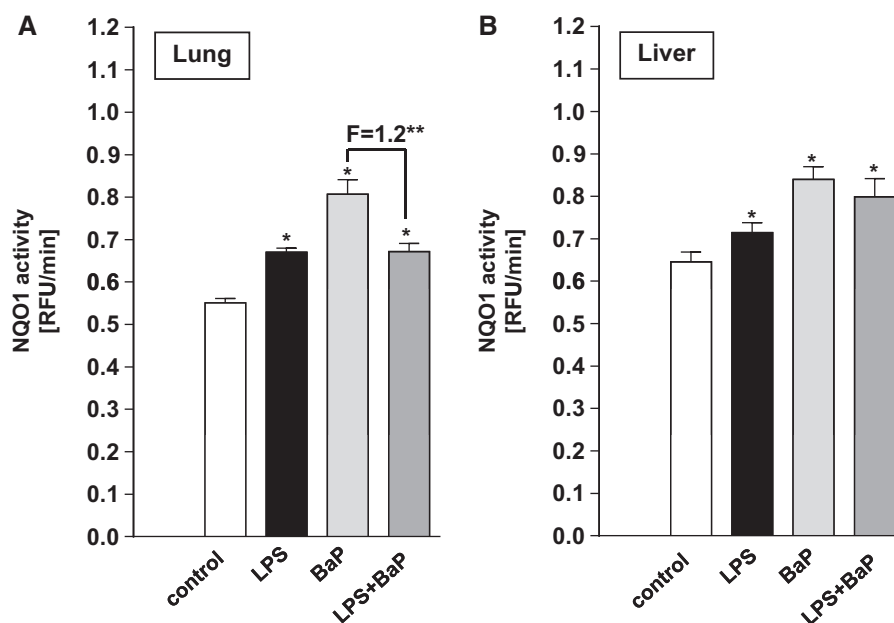 A
Lung
NQO1 activity
[RFU/min]
1.2
1.1
1.0
0.9
0.8
0.7
0.6
0.5
0.4
0.3
0.2
0.1
0.0
F=1.2**
*
*
*
control
LPS
BaP
LPS+BaP
B
Liver
NQO1 activity
[RFU/min]
1.2
1.1
1.0
0.9
0.8
0.7
0.6
0.5
0.4
0.3
0.2
0.1
0.0
*
*
*
control
LPS
BaP
LPS+BaP